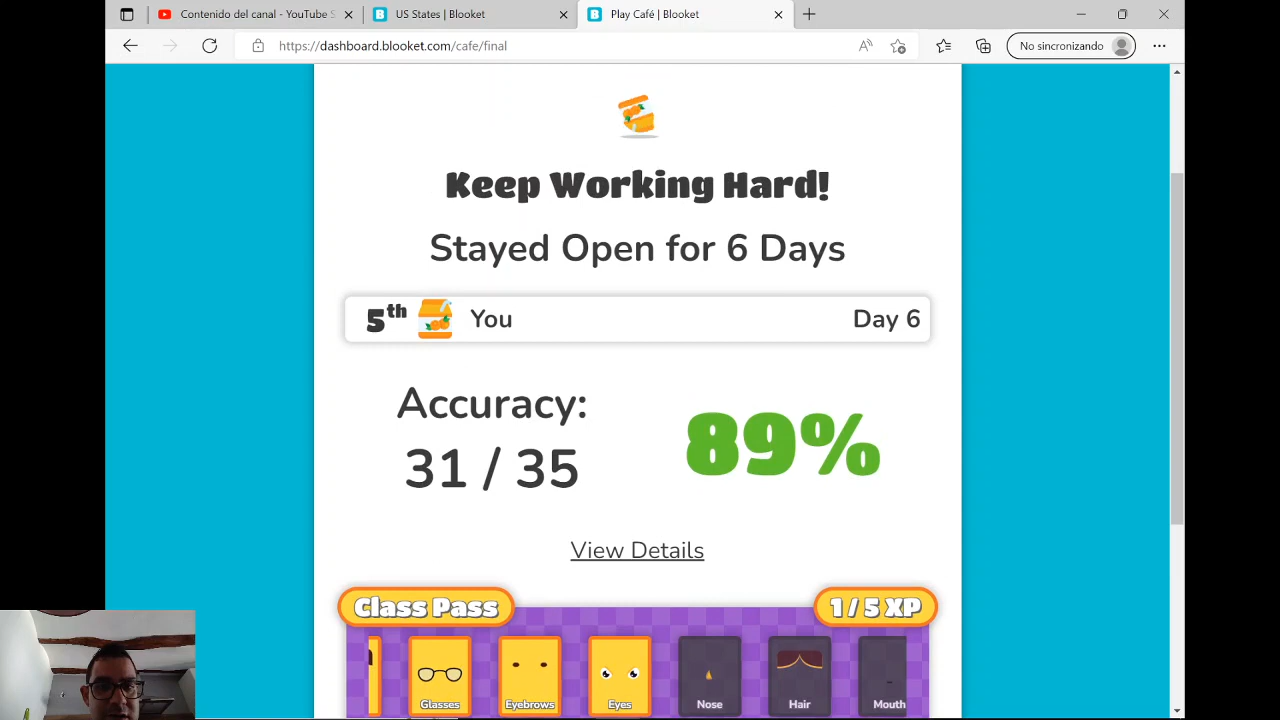 Contenido del canal - YouTube S
US States | Blooket
Play Café | Blooket
https://dashboard.blooket.com/cafe/final
No sincronizando
Keep Working Hard!
Stayed Open for 6 Days
5th You Day 6
Accuracy:
31 / 35
89%
View Details
Class Pass
1 / 5 XP
Glasses
Eyebrows
Eyes
Nose
Hair
Mouth